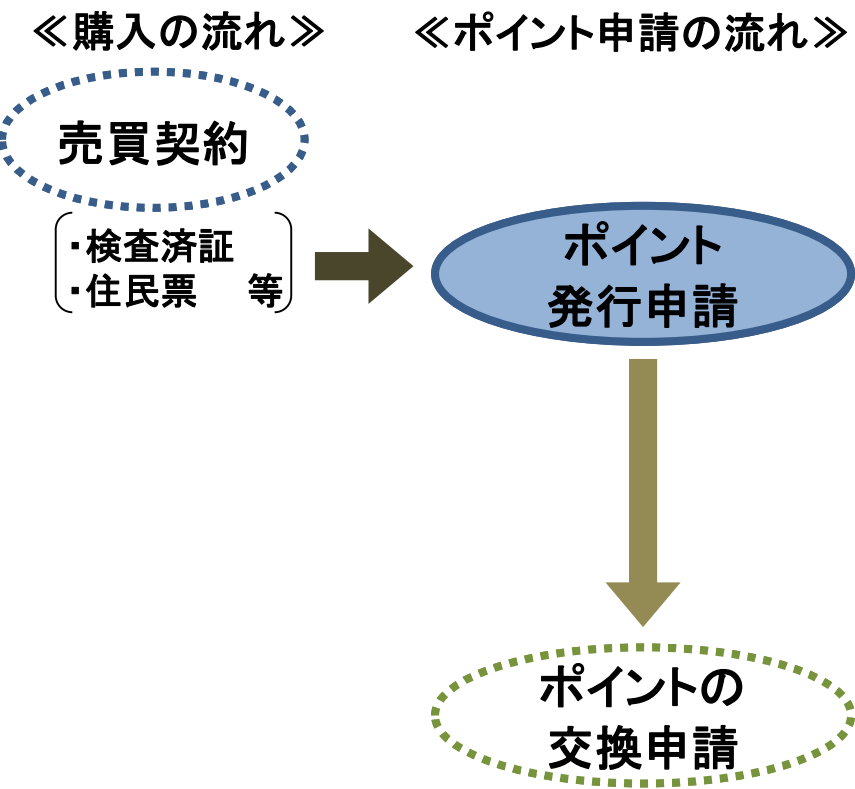 ≪購入の流れ≫
≪ポイント申請の流れ≫
売買契約
・検査済証
・住民票　等
ポイント
発行申請
ポイントの
交換申請